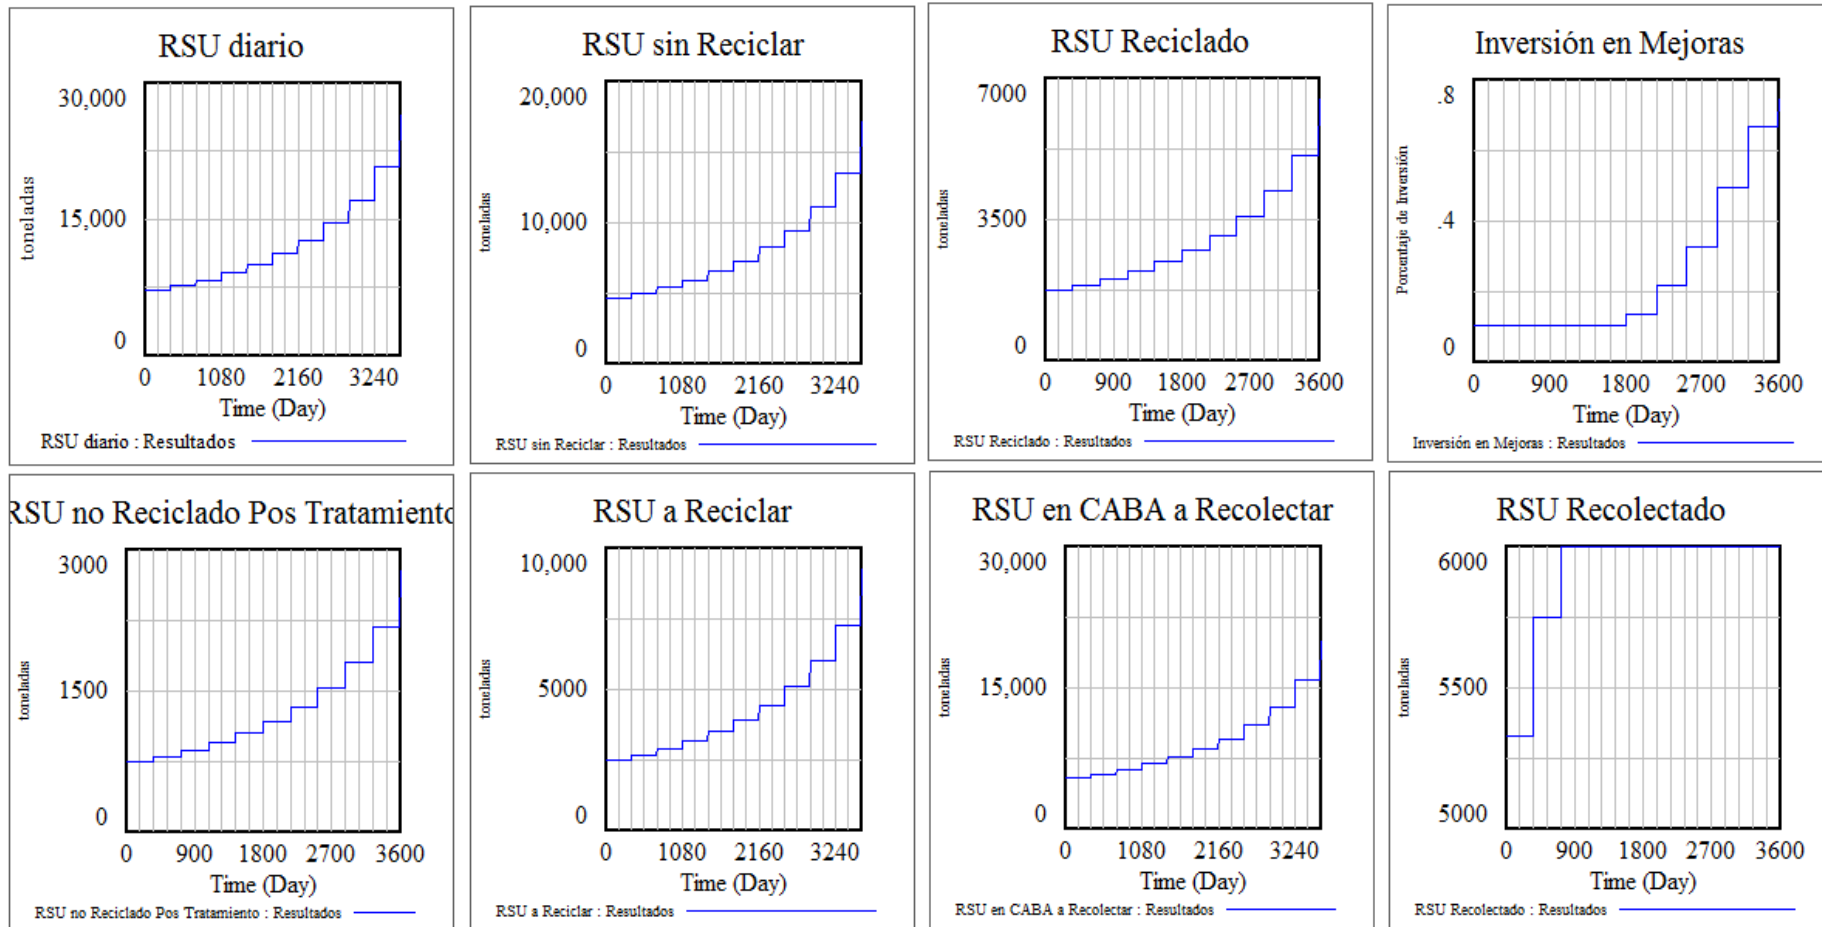 RSU diario
30,000
15,000
0
toneladas
0 1080 2160 3240
Time (Day)
RSU diario : Resultados
RSU sin Reciclar
20,000
10,000
0
toneladas
0 1080 2160 3240
Time (Day)
RSU sin Reciclar : Resultados
RSU Reciclado
7000
3500
0
toneladas
0 900 1800 2700 3600
Time (Day)
RSU Reciclado : Resultados
Inversión en Mejoras
.8
.4
0
Porcentaje de Inversión
0 900 1800 2700 3600
Time (Day)
Inversión en Mejoras : Resultados
RSU no Reciclado Pos Tratamiento
3000
1500
0
toneladas
0 900 1800 2700 3600
Time (Day)
RSU no Reciclado Pos Tratamiento : Resultados
RSU a Reciclar
10,000
5000
0
toneladas
0 1080 2160 3240
Time (Day)
RSU a Reciclar : Resultados
RSU en CABA a Recolectar
30,000
15,000
0
toneladas
0 1080 2160 3240
Time (Day)
RSU en CABA a Recolectar : Resultados
RSU Recolectado
6000
5500
5000
toneladas
0 900 1800 2700 3600
Time (Day)
RSU Recolectado : Resultados